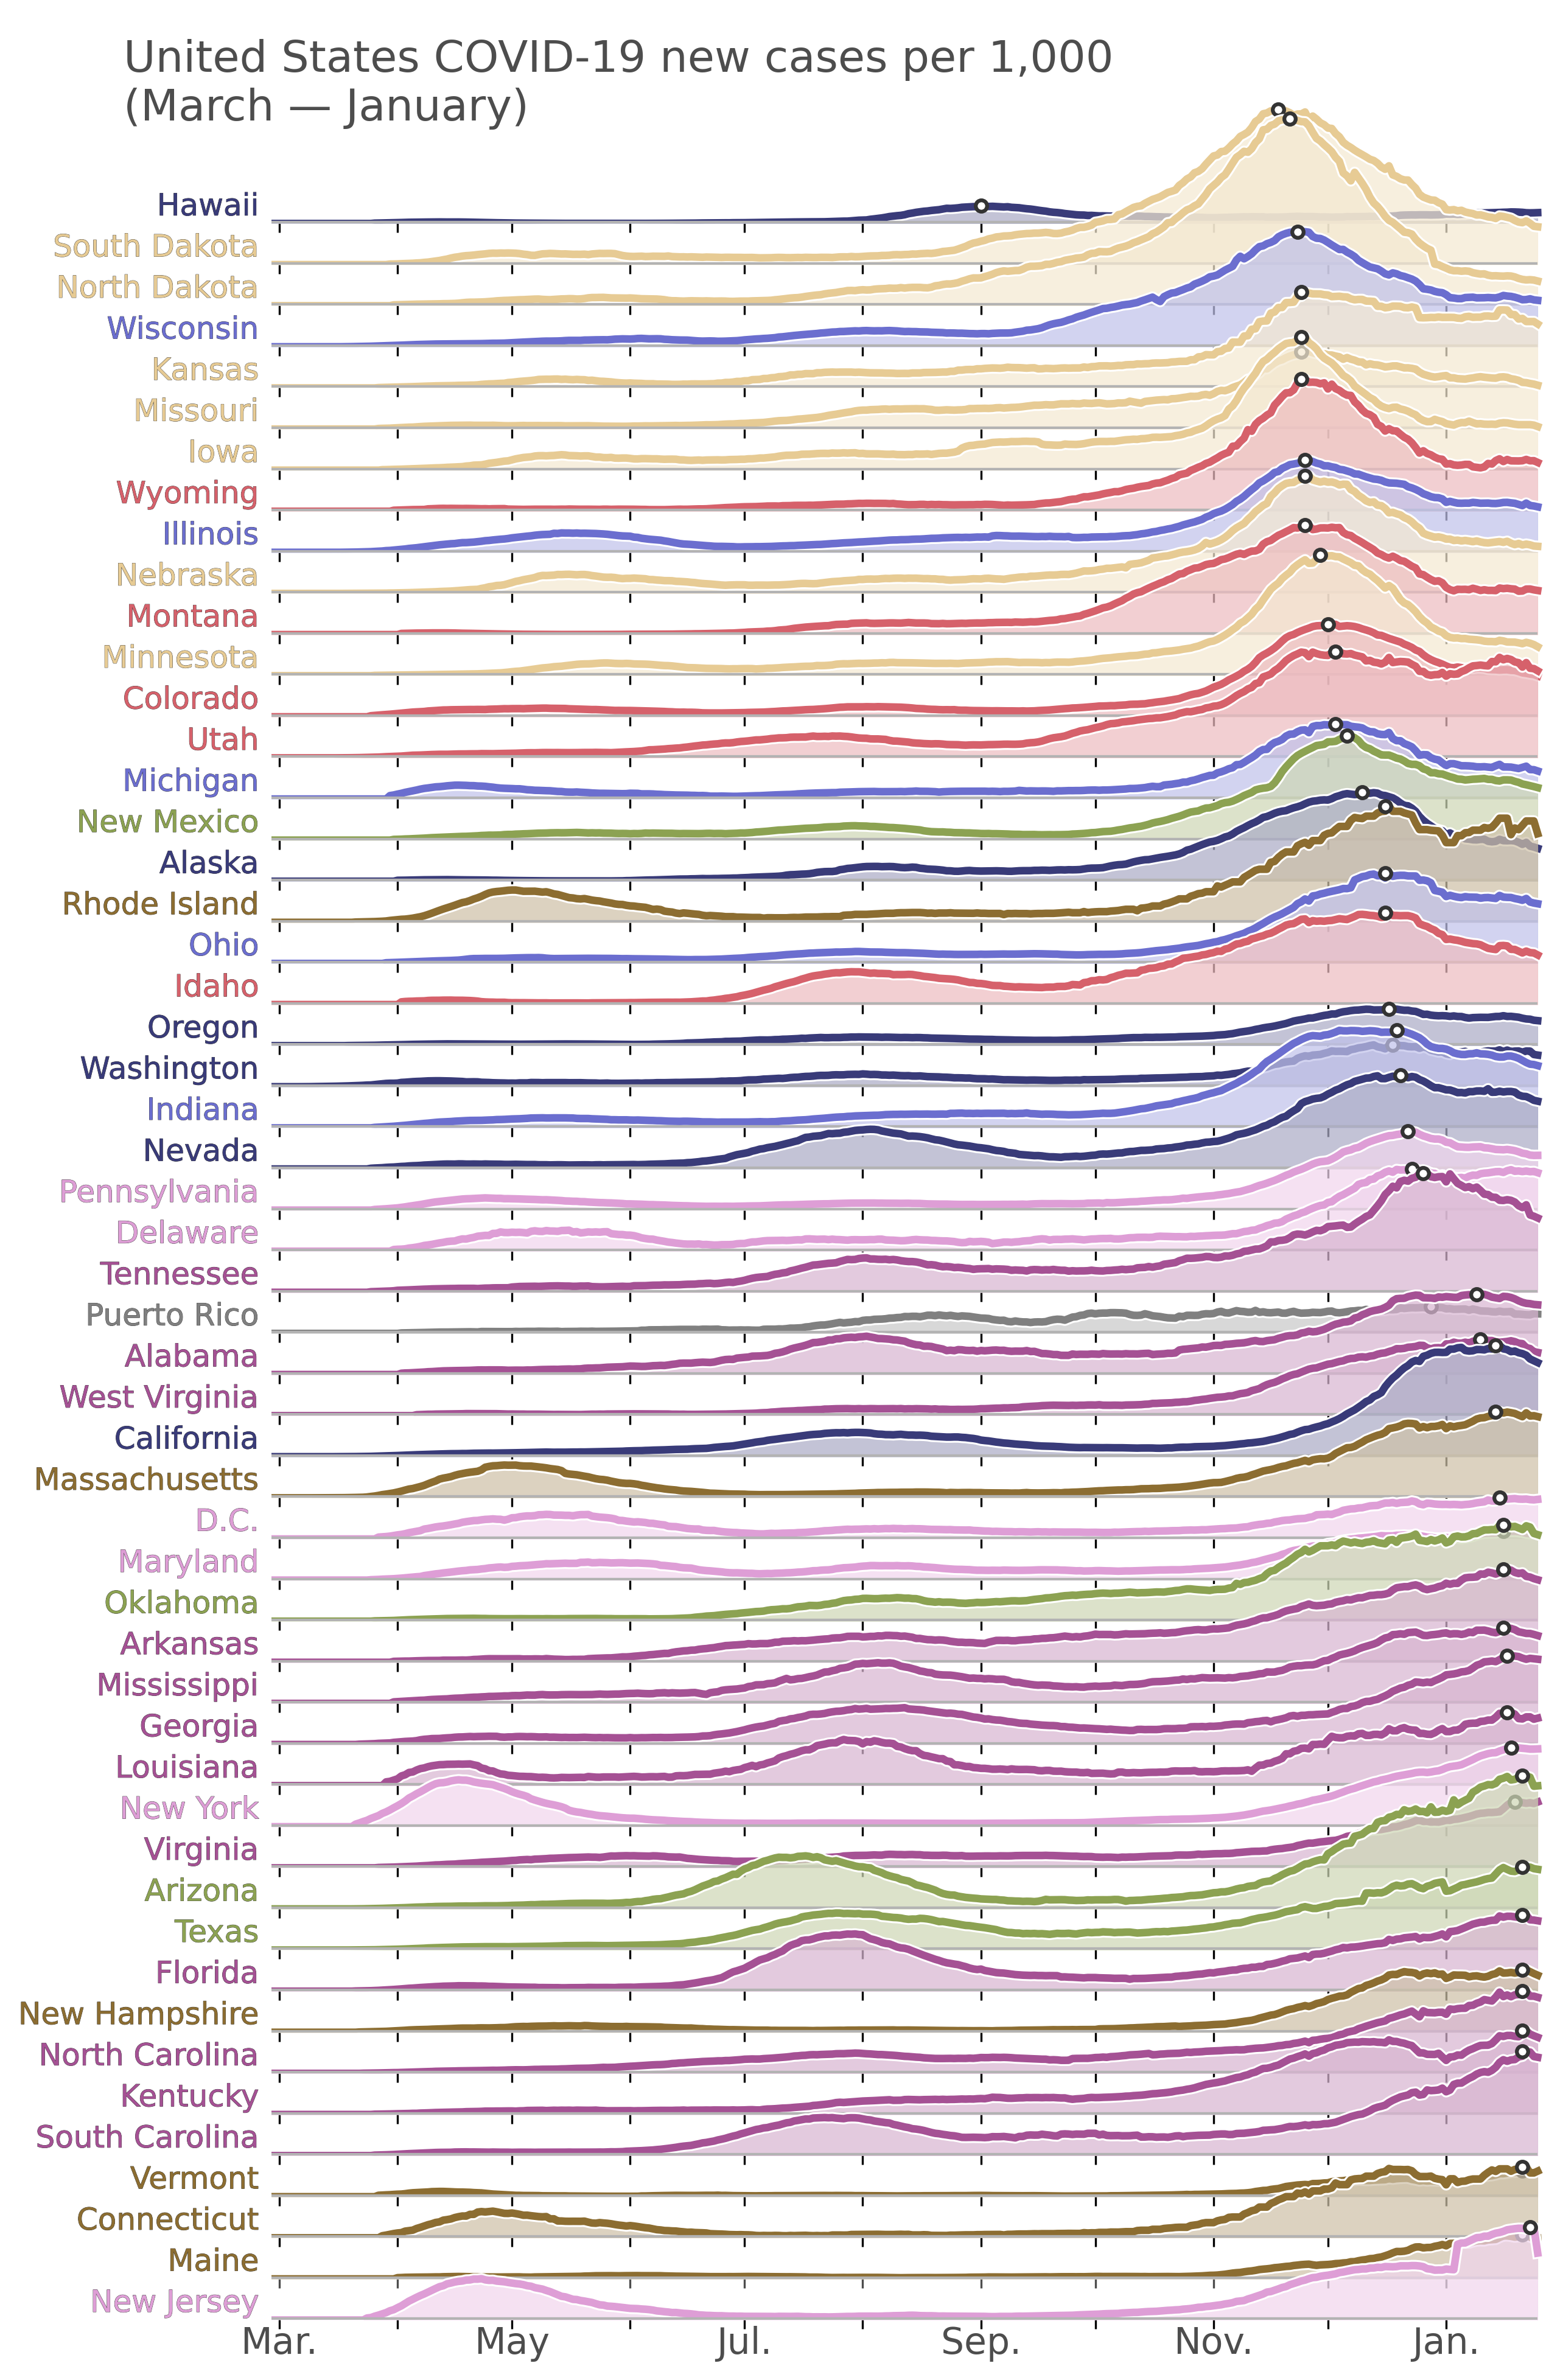 United States COVID-19 new cases per 1,000
(March — January)
Hawaii
South Dakota
North Dakota
Wisconsin
Kansas
Missouri
Iowa
Wyoming
Illinois
Nebraska
Montana
Minnesota
Colorado
Utah
Michigan
New Mexico
Alaska
Rhode Island
Ohio
Idaho
Oregon
Washington
Indiana
Nevada
Pennsylvania
Delaware
Tennessee
Puerto Rico
Alabama
West Virginia
California
Massachusetts
D.C.
Maryland
Oklahoma
Arkansas
Mississippi
Georgia
Louisiana
New York
Virginia
Arizona
Texas
Florida
New Hampshire
North Carolina
Kentucky
South Carolina
Vermont
Connecticut
Maine
New Jersey
Mar. May Jul. Sep. Nov. Jan.